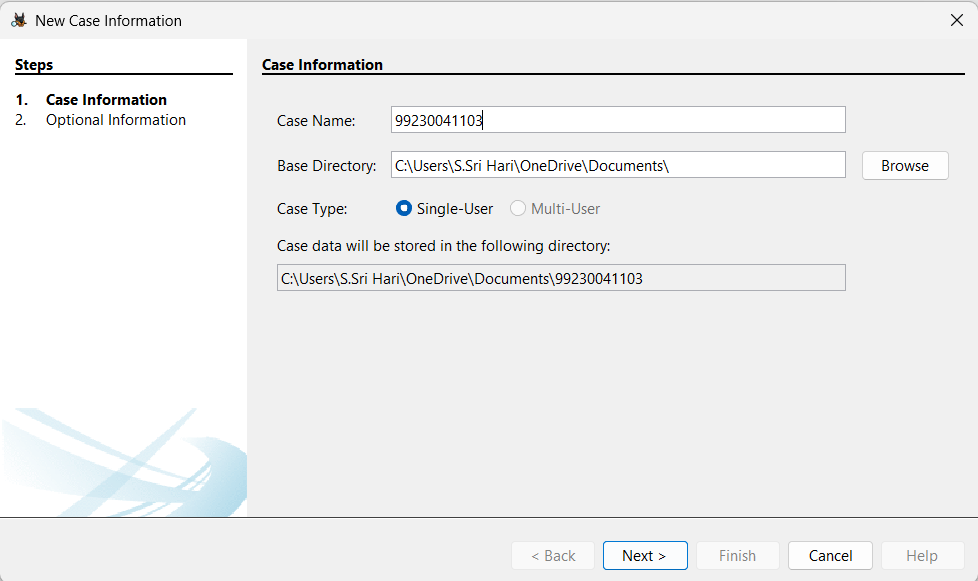 New Case Information
Steps
1. Case Information
2. Optional Information
Case Information
Case Name: 99230041103
Base Directory: C:\Users\S.Sri Hari\OneDrive\Documents\ Browse
Case Type: Single-User Multi-User
Case data will be stored in the following directory:
C:\Users\S.Sri Hari\OneDrive\Documents\99230041103
< Back Next > Finish Cancel Help